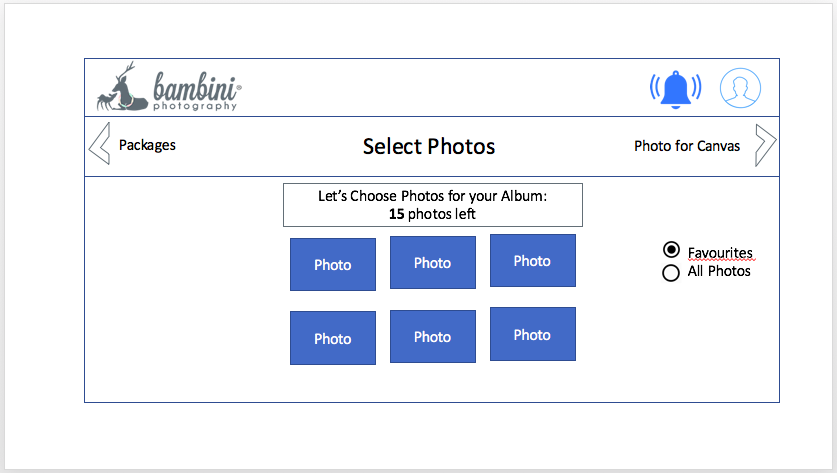 bambini
photography
Packages
Select Photos
Photo for Canvas
Let's Choose Photos for your Album:
15 photos left
Photo
Photo
Photo
Favourites
All Photos
Photo
Photo
Photo